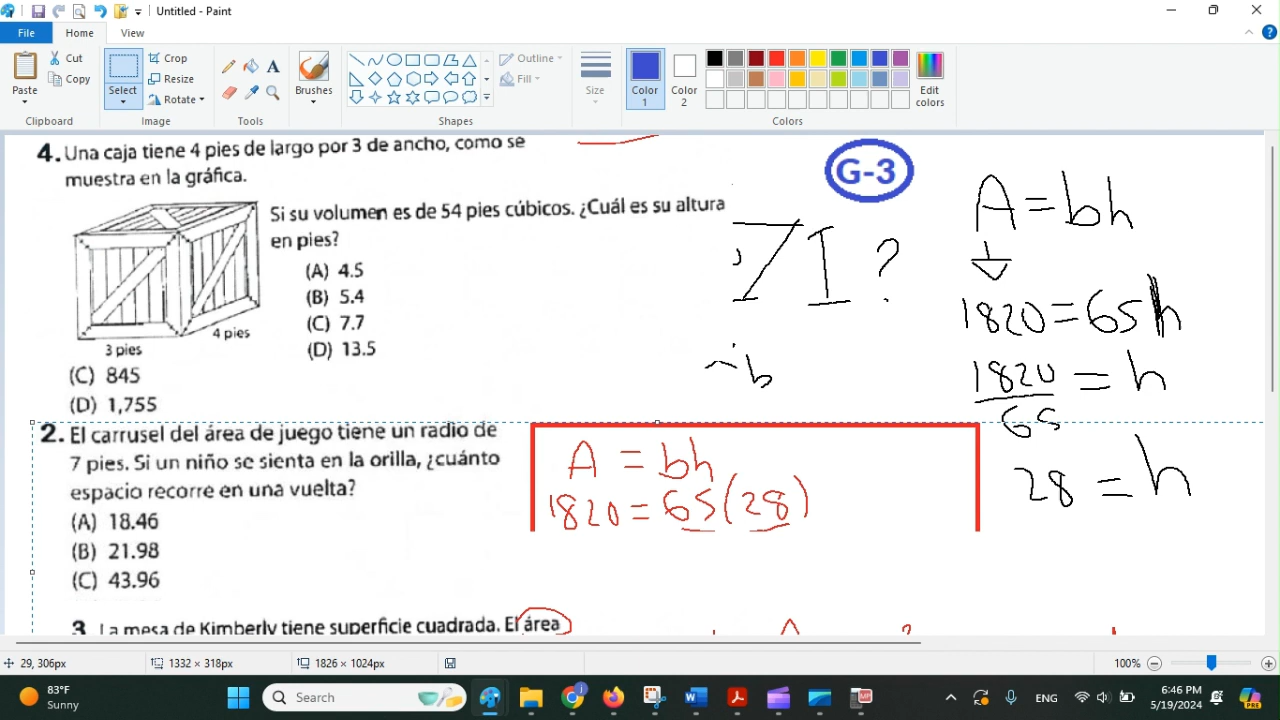 Untitled - Paint
File
Home
View
Paste
Cut
Copy
Clipboard
Select
Crop
Resize
Rotate
Image
Tools
Brushes
Shapes
Outline
Fill
Size
Color 1
Color 2
Edit colors
Colors
4. Una caja tiene 4 pies de largo por 3 de ancho, como se
muestra en la gráfica.
Si su volumen es de 54 pies cúbicos. ¿Cuál es su altura
en pies?
(A) 4.5
(B) 5.4
(C) 7.7
(D) 13.5
3 pies
4 pies
(C) 845
(D) 1,755
2. El carrusel del área de juego tiene un radio de
7 pies. Si un niño se sienta en la orilla, ¿cuánto
espacio recorre en una vuelta?
(A) 18.46
(B) 21.98
(C) 43.96
3 La mesa de Kimberly tiene superficie cuadrada. El área
G-3
?
b
A = bh
1820 = 65h
1820 = h
65
28 = h
A = bh
1820 = 65(28)
29, 306px
1332 × 318px
1826 × 1024px
100%
83°F
Sunny
Search
ENG
6:46 PM
5/19/2024